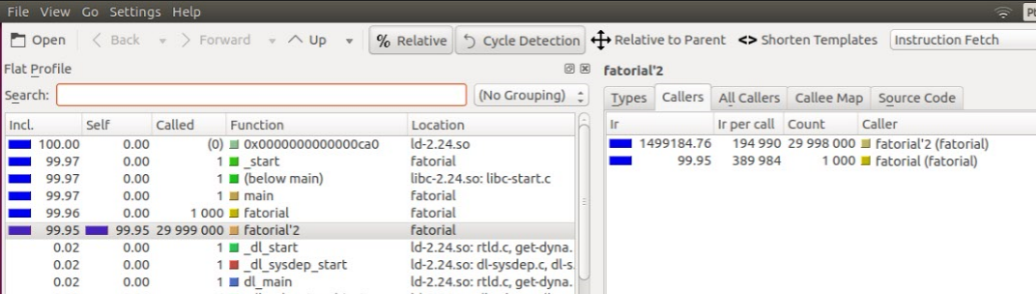 File View Go Settings Help
Open Back Forward Up % Relative Cycle Detection Relative to Parent <> Shorten Templates Instruction Fetch
Flat Profile
Search: (No Grouping)
Incl. Self Called Function Location
100.00 0.00 (0) 0x0000000000000ca0 ld-2.24.so
99.97 0.00 1 _start fatorial
99.97 0.00 1 (below main) libc-2.24.so: libc-start.c
99.97 0.00 1 main fatorial
99.96 0.00 1 000 fatorial fatorial
99.95 99.95 29 999 000 fatorial'2 fatorial
0.02 0.00 1 _dl_start ld-2.24.so: rtld.c, get-dyna.
0.02 0.00 1 _dl_sysdep_start ld-2.24.so: dl-sysdep.c, dl-s
0.02 0.00 1 dl_main ld-2.24.so: rtld.c, get-dyna.
fatorial'2
Types Callers All Callers Callee Map Source Code
Ir Ir per call Count Caller
1499184.76 194 990 29 998 000 fatorial'2 (fatorial)
99.95 389 984 1 000 fatorial (fatorial)